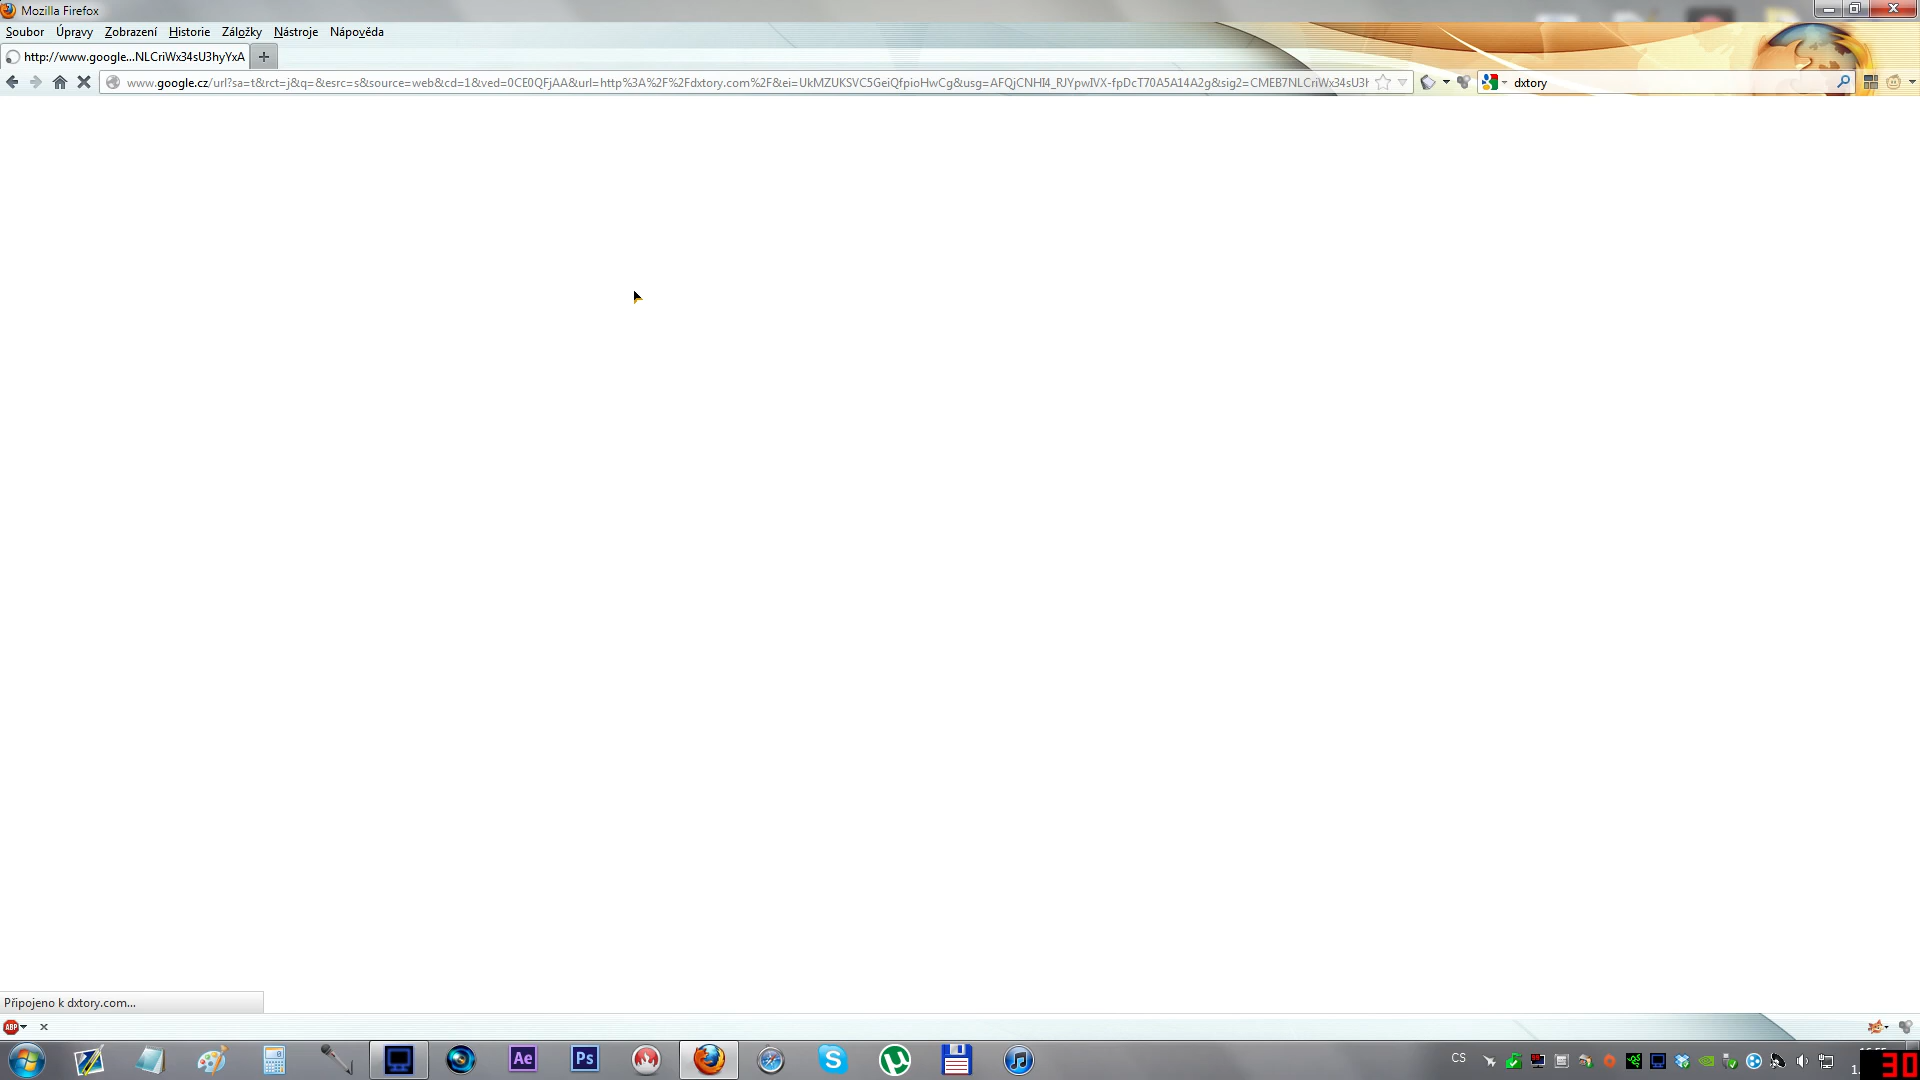 Mozilla Firefox
Soubor Úpravy Zobrazení Historie Záložky Nástroje Nápověda
http://www.google...NLCriWx34sU3hyYxA
www.google.cz/url?sa=t&rct=j&q=&esrc=s&source=web&cd=1&ved=0CE0QFjAA&url=http%3A%2F%2Fdxtory.com%2F&ei=UkMZUKSVC5GeiQfpioHwCg&usg=AFQjCNHI4_RJYpwIVX-fpDcT70A5A14A2g&sig2=CMEB7NLCriWx34sU3h
dxtory
Připojeno k dxtory.com...
ABP
Ae Ps CS
30